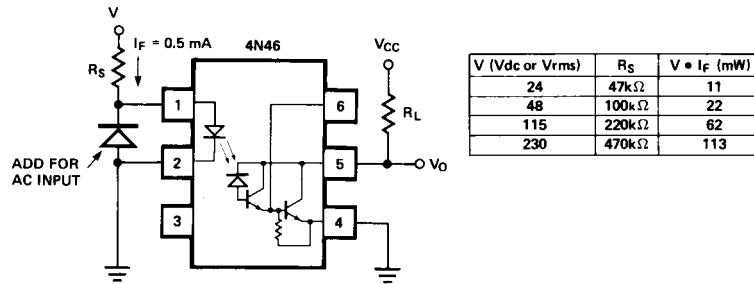 V
I_F = 0.5 mA
4N46
R_S
V_CC
R_L
1
6
2
5
V_O
3
4
ADD FOR
AC INPUT
V (Vdc or Vrms) R_S V • I_F (mW)
24 47kΩ 11
48 100kΩ 22
115 220kΩ 62
230 470kΩ 113